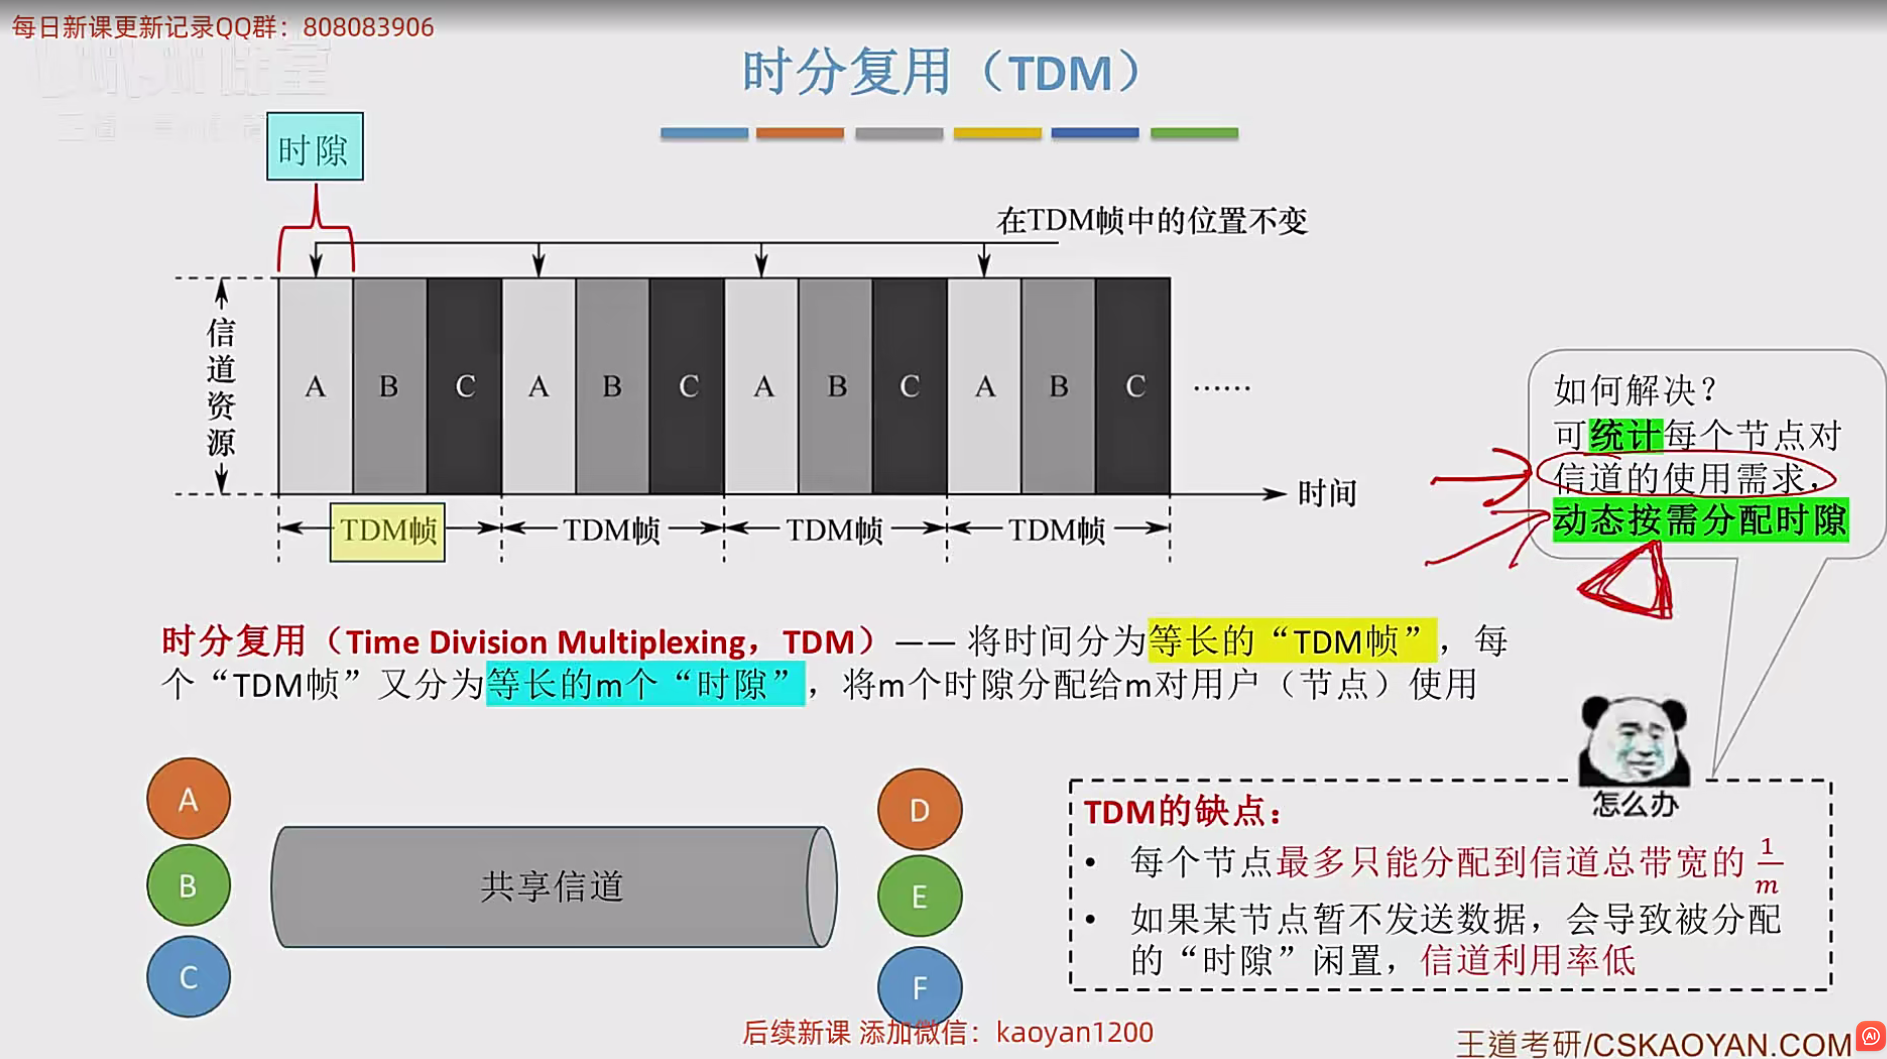 每日新课更新记录QQ群：808083906
时分复用（TDM）
时隙
在TDM帧中的位置不变
信道资源
A B C A B C A B C A B C ······
时间
TDM帧 TDM帧 TDM帧 TDM帧
如何解决？
可统计每个节点对
信道的使用需求，
动态按需分配时隙
时分复用（Time Division Multiplexing，TDM）—— 将时间分为等长的“TDM帧”，每
个“TDM帧”又分为等长的m个“时隙”，将m个时隙分配给m对用户（节点）使用
A
B
C
共享信道
D
E
F
怎么办
TDM的缺点：
• 每个节点最多只能分配到信道总带宽的 1/m
• 如果某节点暂不发送数据，会导致被分配
的“时隙”闲置，信道利用率低
后续新课 添加微信：kaoyan1200
王道考研/CSKAOYAN.COM
AI